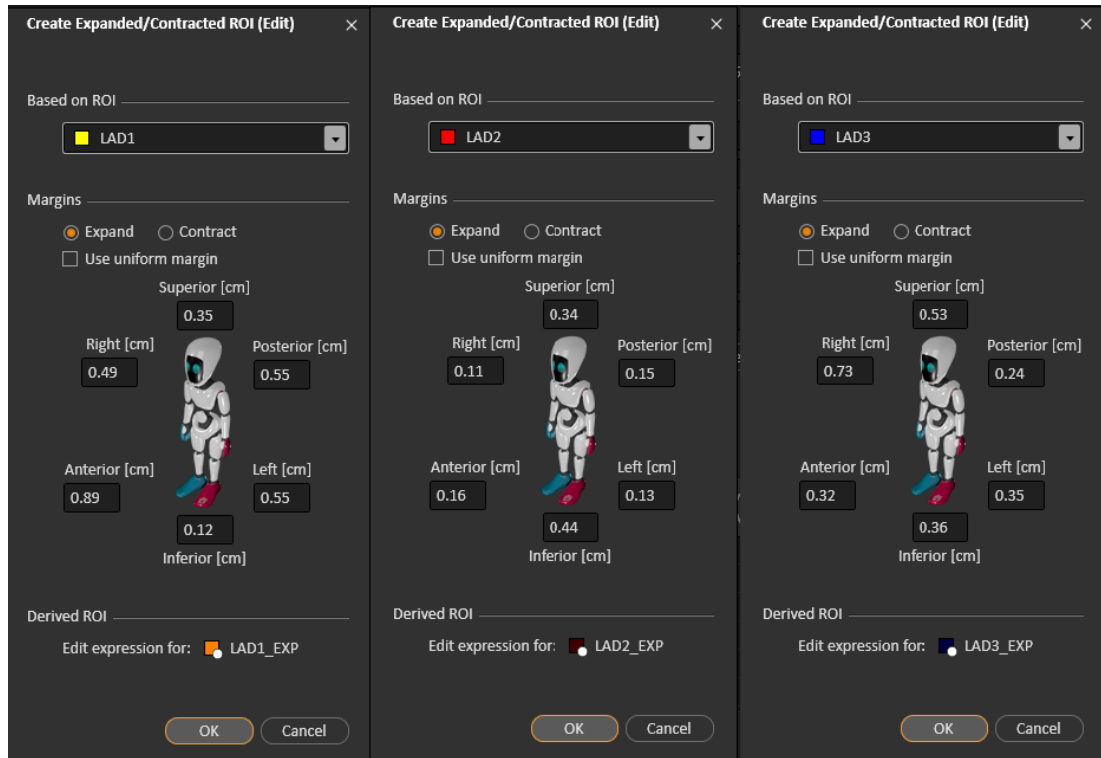 Create Expanded/Contracted ROI (Edit) ×
Based on ROI
LAD1
Margins
Expand Contract
Use uniform margin
Superior [cm]
0.35
Right [cm] Posterior [cm]
0.49 0.55
Anterior [cm] Left [cm]
0.89 0.55
0.12
Inferior [cm]
Derived ROI
Edit expression for: LAD1_EXP
OK Cancel
Create Expanded/Contracted ROI (Edit) ×
Based on ROI
LAD2
Margins
Expand Contract
Use uniform margin
Superior [cm]
0.34
Right [cm] Posterior [cm]
0.11 0.15
Anterior [cm] Left [cm]
0.16 0.13
0.44
Inferior [cm]
Derived ROI
Edit expression for: LAD2_EXP
OK Cancel
Create Expanded/Contracted ROI (Edit) ×
Based on ROI
LAD3
Margins
Expand Contract
Use uniform margin
Superior [cm]
0.53
Right [cm] Posterior [cm]
0.73 0.24
Anterior [cm] Left [cm]
0.32 0.35
0.36
Inferior [cm]
Derived ROI
Edit expression for: LAD3_EXP
OK Cancel